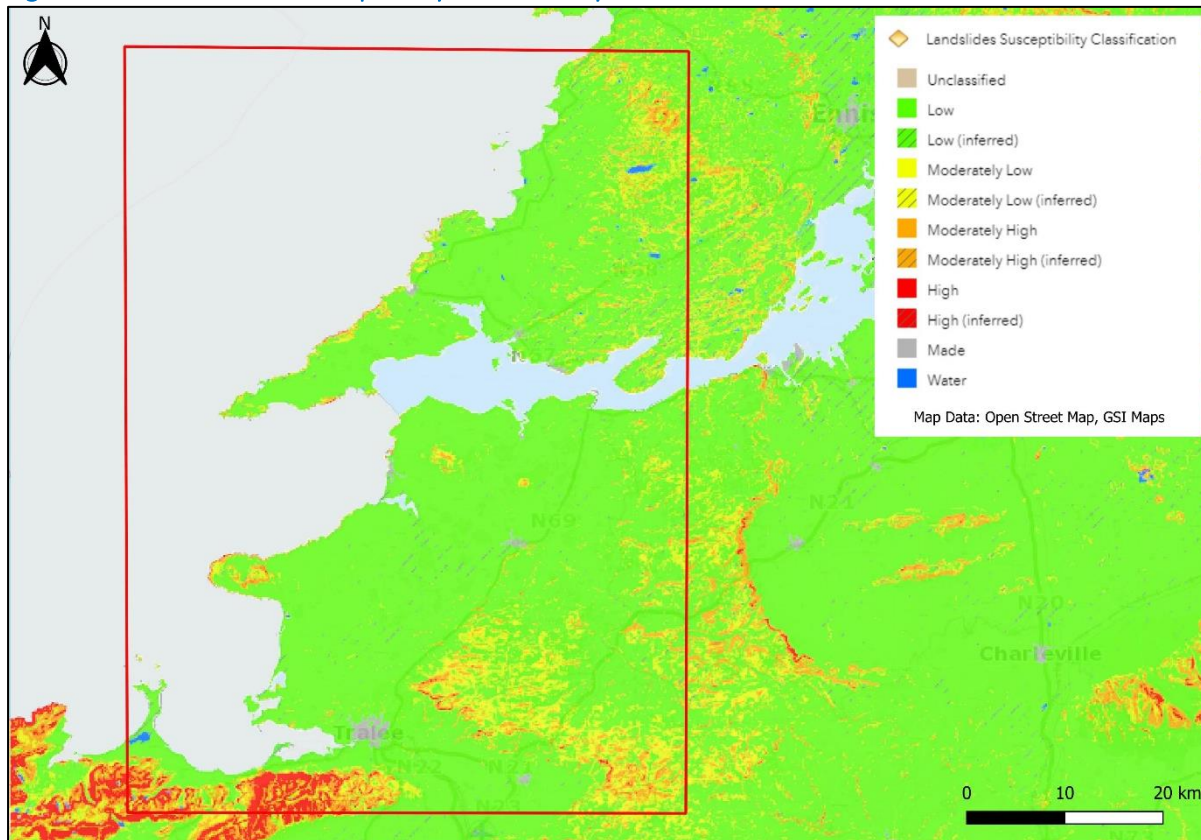 N
Landslides Susceptibility Classification
Unclassified
Low
Low (inferred)
Moderately Low
Moderately Low (inferred)
Moderately High
Moderately High (inferred)
High
High (inferred)
Made
Water
Map Data: Open Street Map, GSI Maps
Ennis
N69
N21
N20
Charleville
Tralee
N22
N21
N23
0 10 20 km